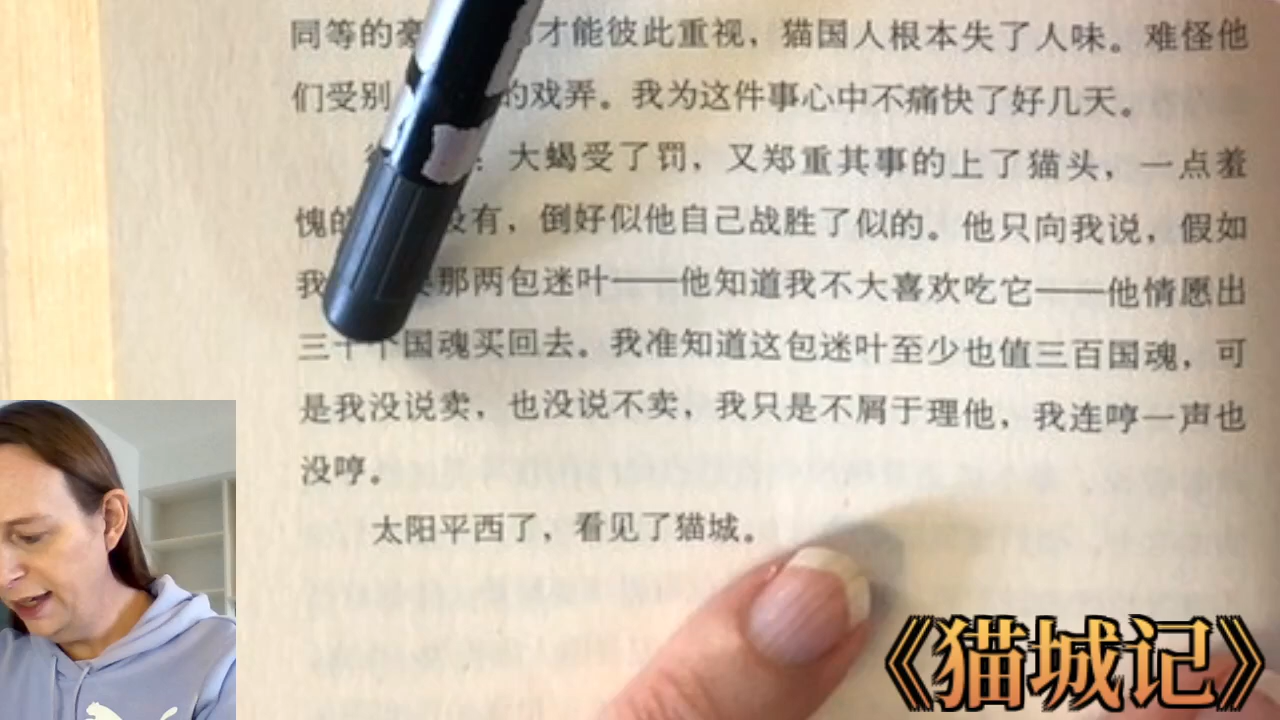 同等的豪 才能彼此重视，猫国人根本失了人味。难怪他
们受别 的戏弄。我为这件事心中不痛快了好几天。
大蝎受了罚，又郑重其事的上了猫头，一点羞
愧的 没有，倒好似他自己战胜了似的。他只向我说，假如
我 那两包迷叶——他知道我不大喜欢吃它——他情愿出
三十个国魂买回去。我准知道这包迷叶至少也值三百国魂，可
是我没说卖，也没说不卖，我只是不屑于理他，我连哼一声也
没哼。
太阳平西了，看见了猫城。
《猫城记》